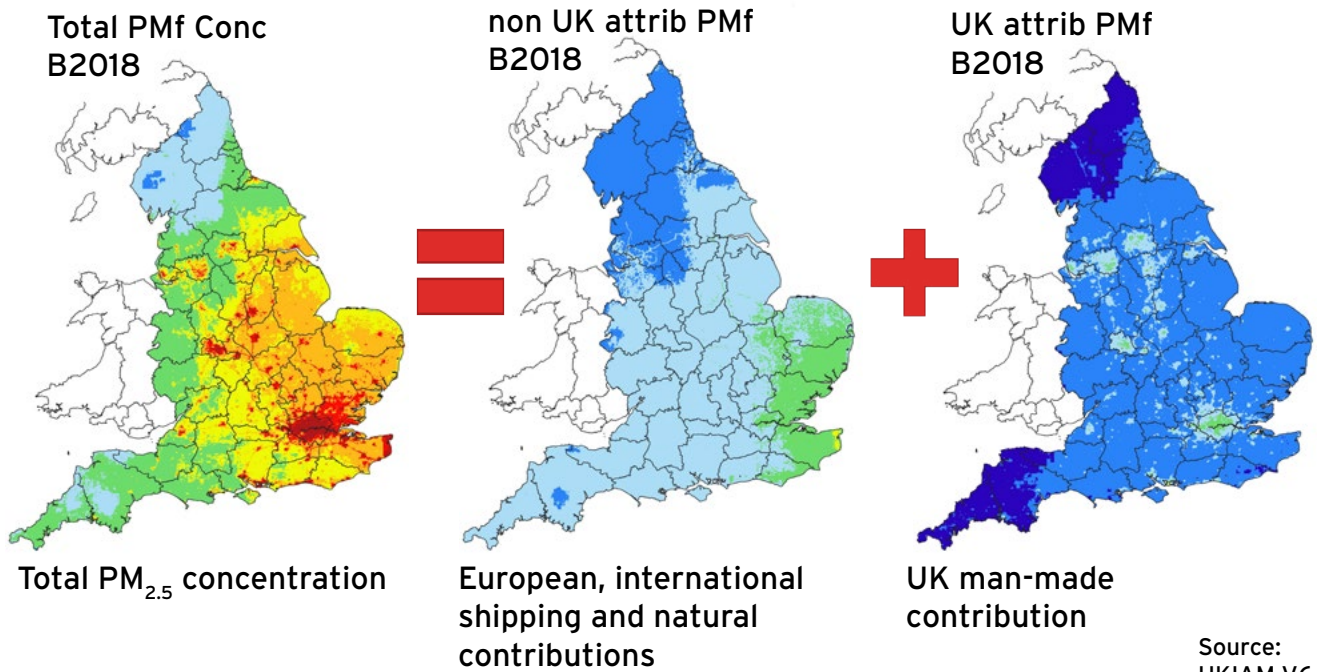 Total PMf Conc
B2018
non UK attrib PMf
B2018
UK attrib PMf
B2018
Total PM₂.₅ concentration
European, international
shipping and natural
contributions
UK man-made
contribution
Source: